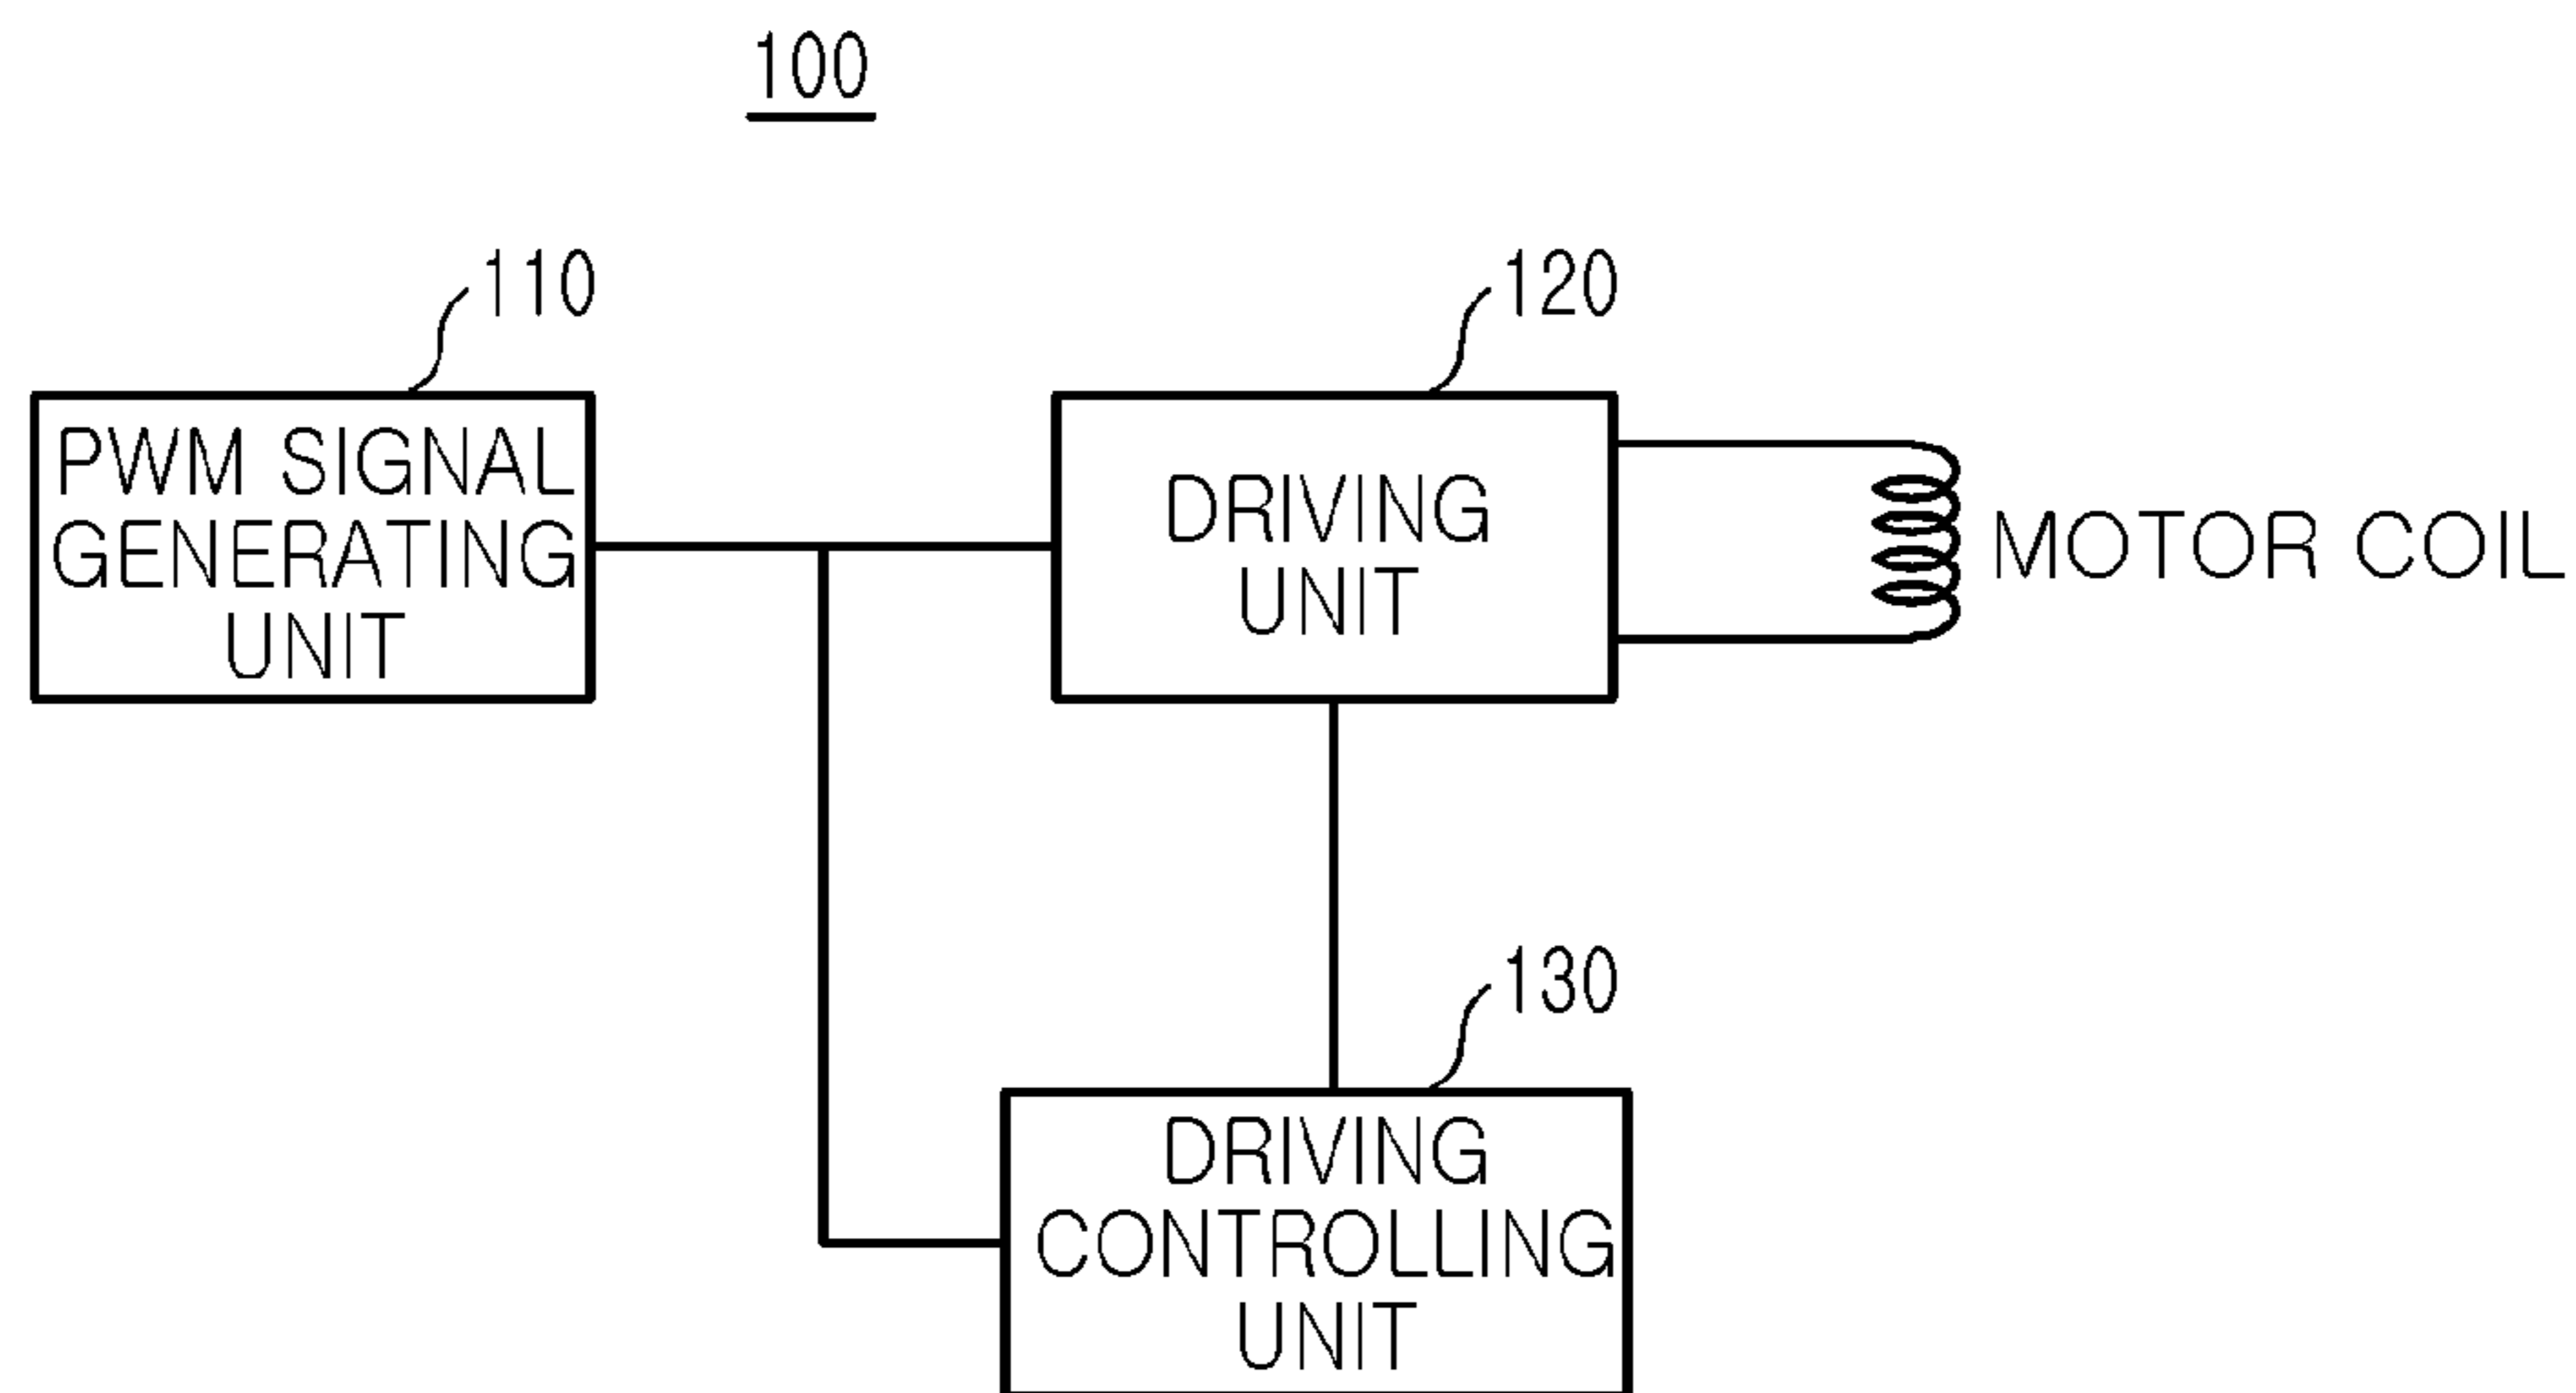 100
110
120
PWM SIGNAL
GENERATING
UNIT
DRIVING
UNIT
MOTOR COIL
130
DRIVING
CONTROLLING
UNIT